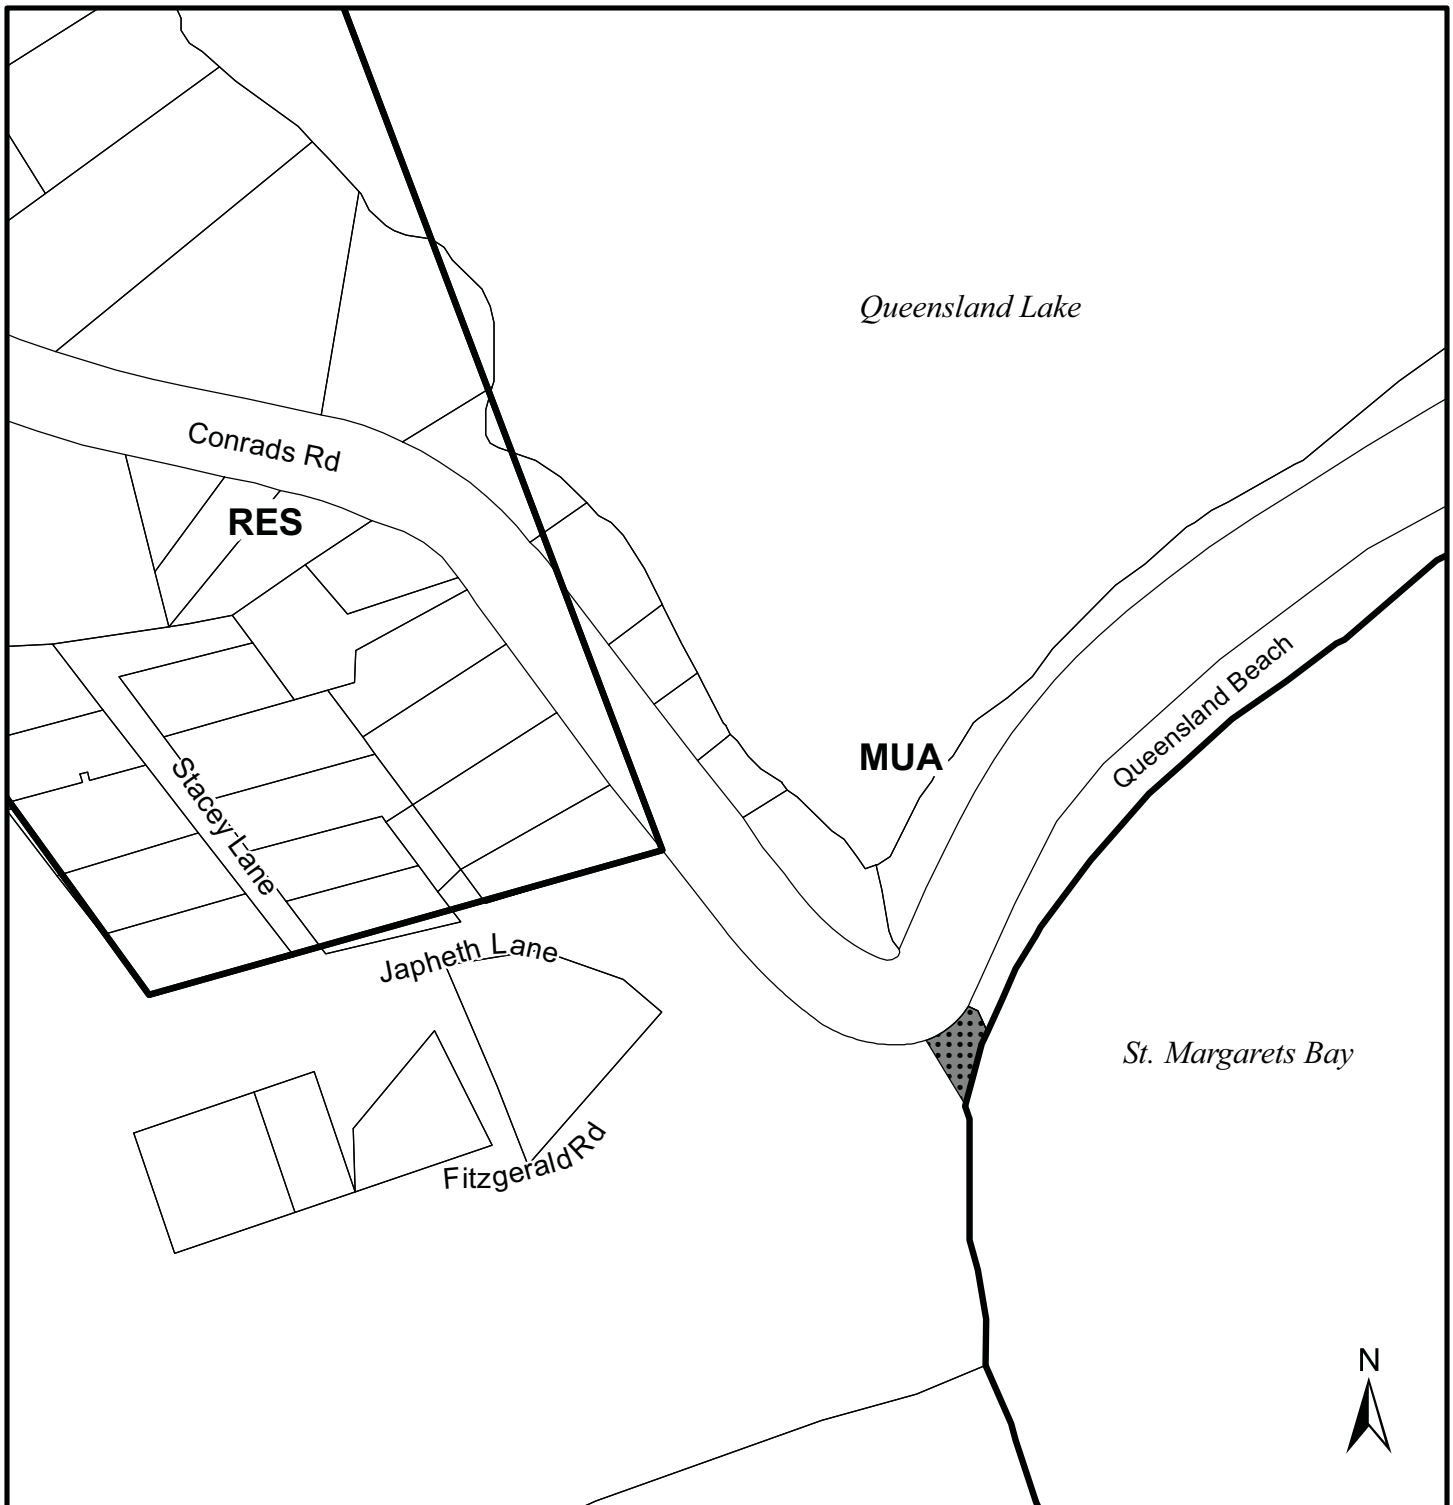 Queensland Lake
Conrads Rd
RES
Queensland Beach
MUA
Stacey Lane
Japheth Lane
St. Margarets Bay
Fitzgerald Rd
N